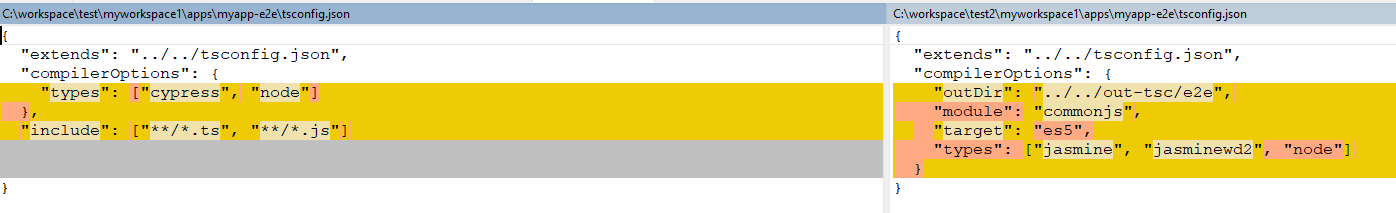 C:\workspace\test\myworkspace1\apps\myapp-e2e\tsconfig.json
{
  "extends": "../../tsconfig.json",
  "compilerOptions": {
    "types": ["cypress", "node"]
  },
  "include": ["**/*.ts", "**/*.js"]
}
C:\workspace\test2\myworkspace1\apps\myapp-e2e\tsconfig.json
{
  "extends": "../../tsconfig.json",
  "compilerOptions": {
    "outDir": "../../out-tsc/e2e",
    "module": "commonjs",
    "target": "es5",
    "types": ["jasmine", "jasminewd2", "node"]
  }
}